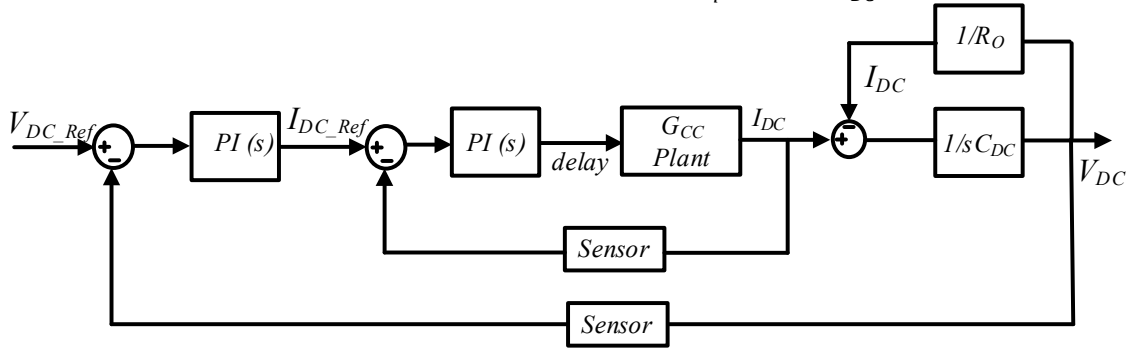 1/R_O
I_DC
V_DC_Ref
+
-
PI (s)
I_DC_Ref
+
-
PI (s)
delay
G_CC
Plant
I_DC
+
-
1/sC_DC
V_DC
Sensor
Sensor